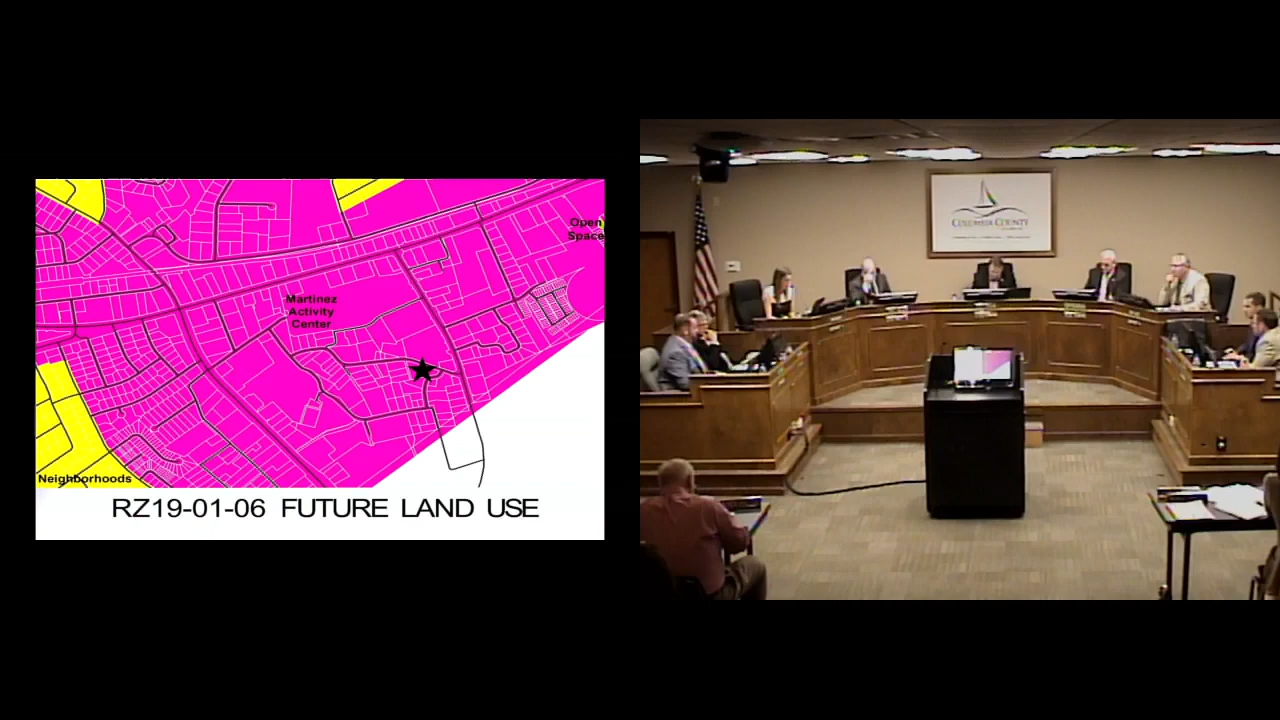 Open
Space
Martinez
Activity
Center
Neighborhoods
RZ19-01-06 FUTURE LAND USE
COLUMBIA COUNTY